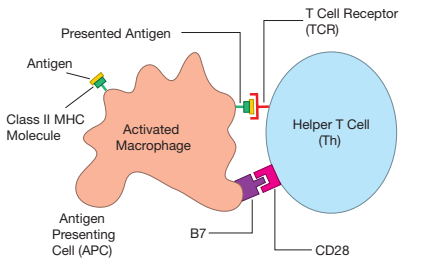 T Cell Receptor
(TCR)
Presented Antigen
Antigen
Class II MHC
Molecule
Activated
Macrophage
Helper T Cell
(Th)
Antigen
Presenting
Cell (APC)
B7
CD28